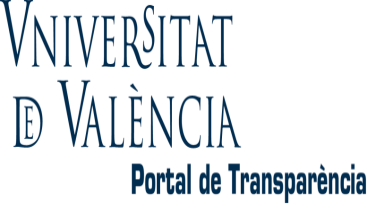 VNIVERSITAT
DE VALÈNCIA
Portal de Transparència